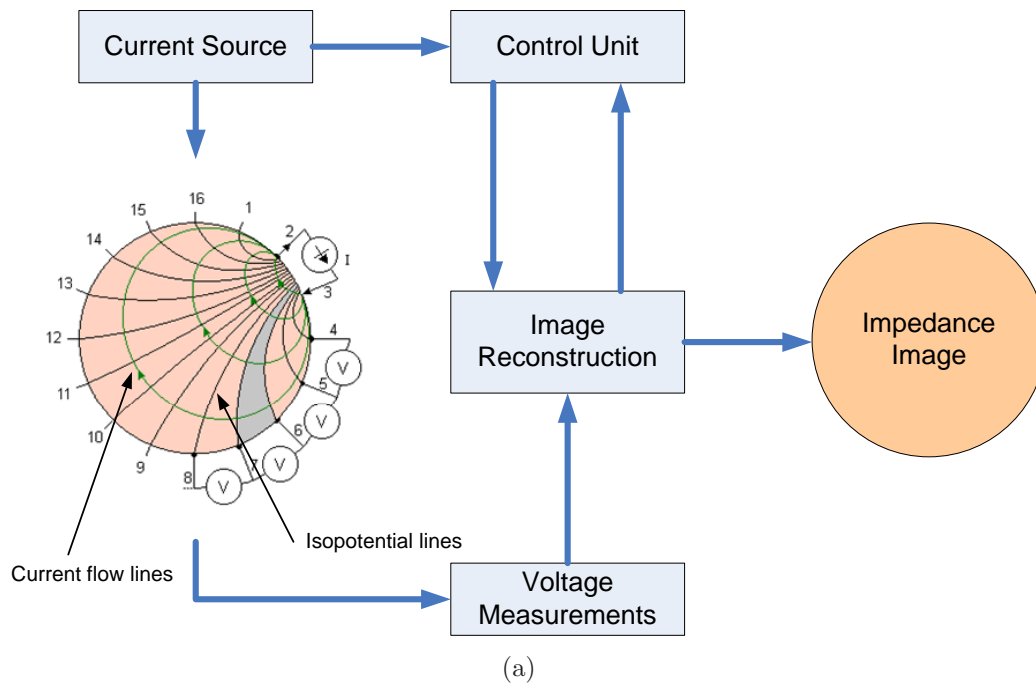 Current Source
Control Unit
16
15
1
14
2
I
13
3
12
4
11
V
5
10
6
V
9
7
V
8
V
Image
Reconstruction
Impedance
Image
Isopotential lines
Current flow lines
Voltage
Measurements
(a)